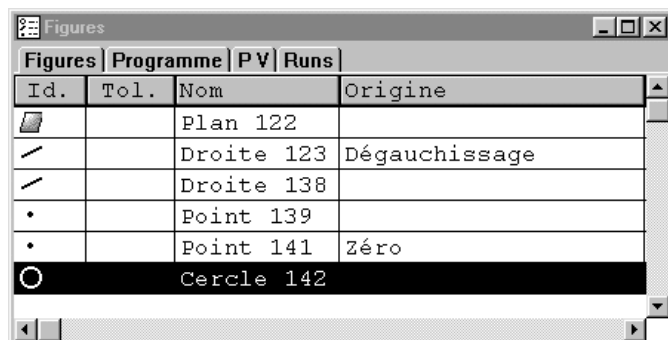 Figures
Figures Programme P V Runs
Id. Tol. Nom Origine
Plan 122
Droite 123 Dégauchissage
Droite 138
Point 139
Point 141 Zéro
Cercle 142